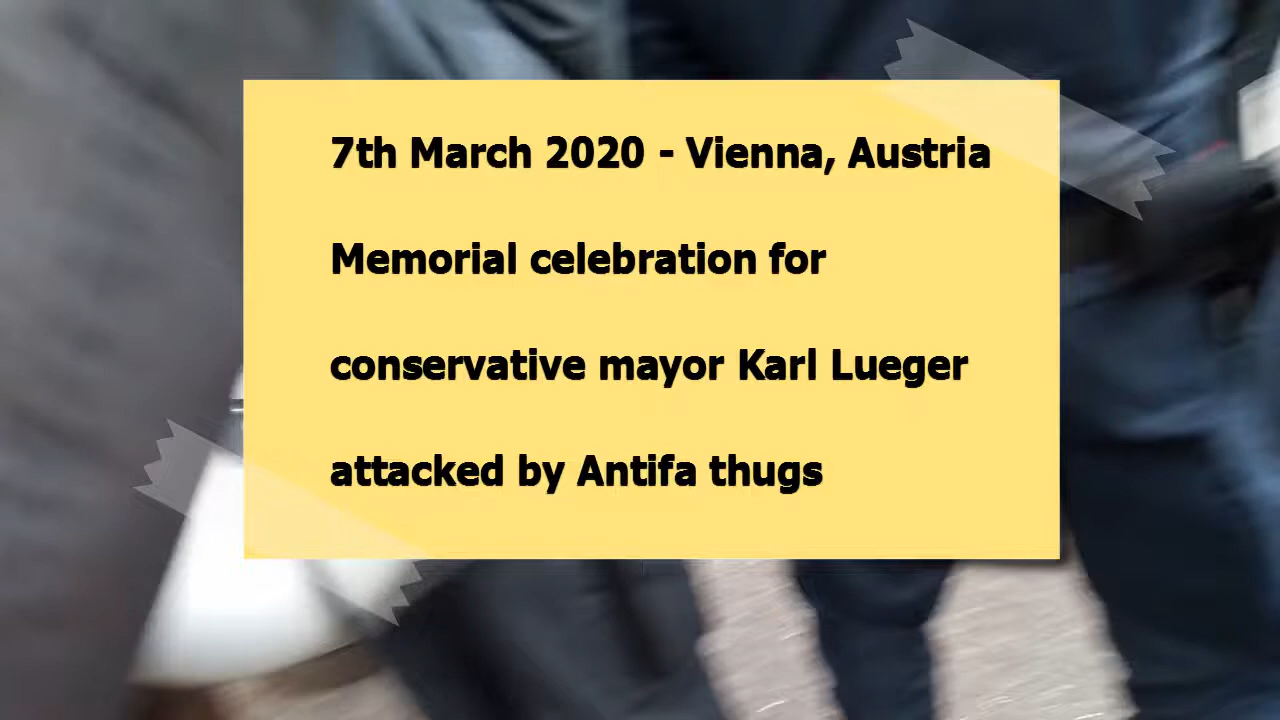 7th March 2020 - Vienna, Austria
Memorial celebration for
conservative mayor Karl Lueger
attacked by Antifa thugs